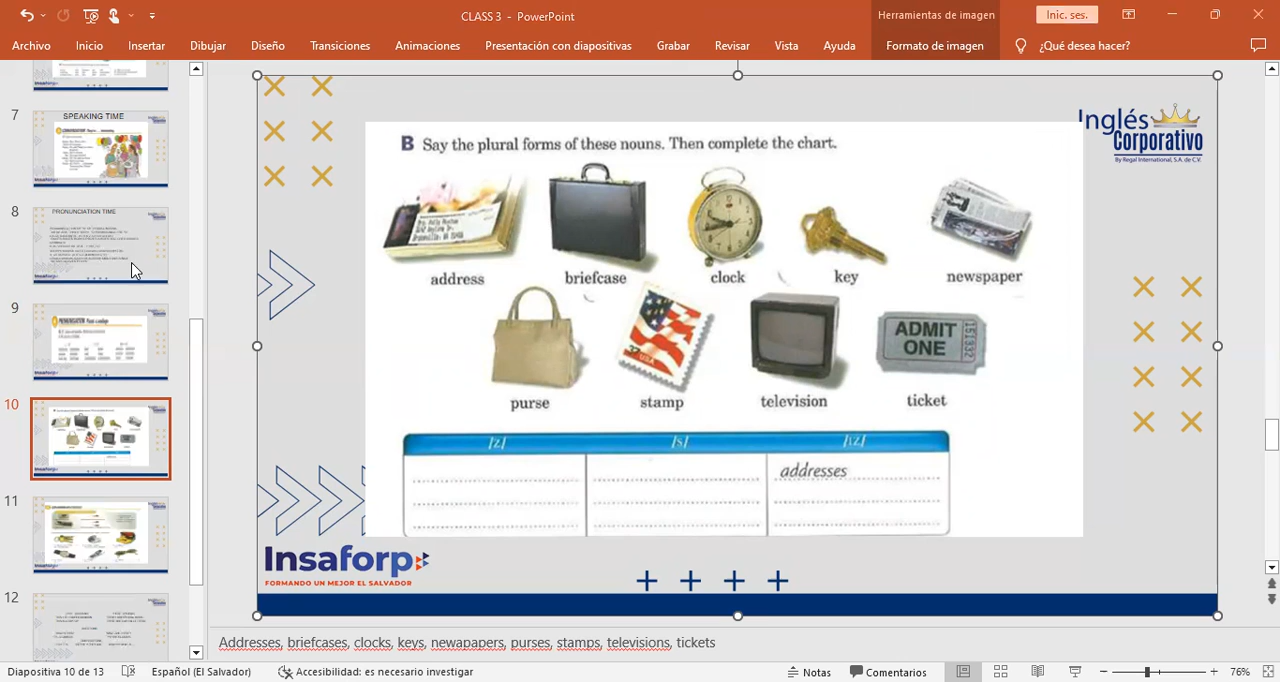 CLASS 3 - PowerPoint
Herramientas de imagen
Inic. ses.
Archivo Inicio Insertar Dibujar Diseño Transiciones Animaciones Presentación con diapositivas Grabar Revisar Vista Ayuda Formato de imagen ¿Qué desea hacer?
7
SPEAKING TIME
8
PRONUNCIATION TIME
9
10
11
12
Inglés
Corporativo
By Regal International, S.A. de C.V.
B Say the plural forms of these nouns. Then complete the chart.
address briefcase clock key newspaper
USA
ADMIT
ONE
151932
purse stamp television ticket
/z/ /s/ /ɪz/
addresses
Insaforp
FORMANDO UN MEJOR EL SALVADOR
Addresses, briefcases, clocks, keys, newapapers, purses, stamps, televisions, tickets
Diapositiva 10 de 13 Español (El Salvador) Accesibilidad: es necesario investigar Notas Comentarios 76%